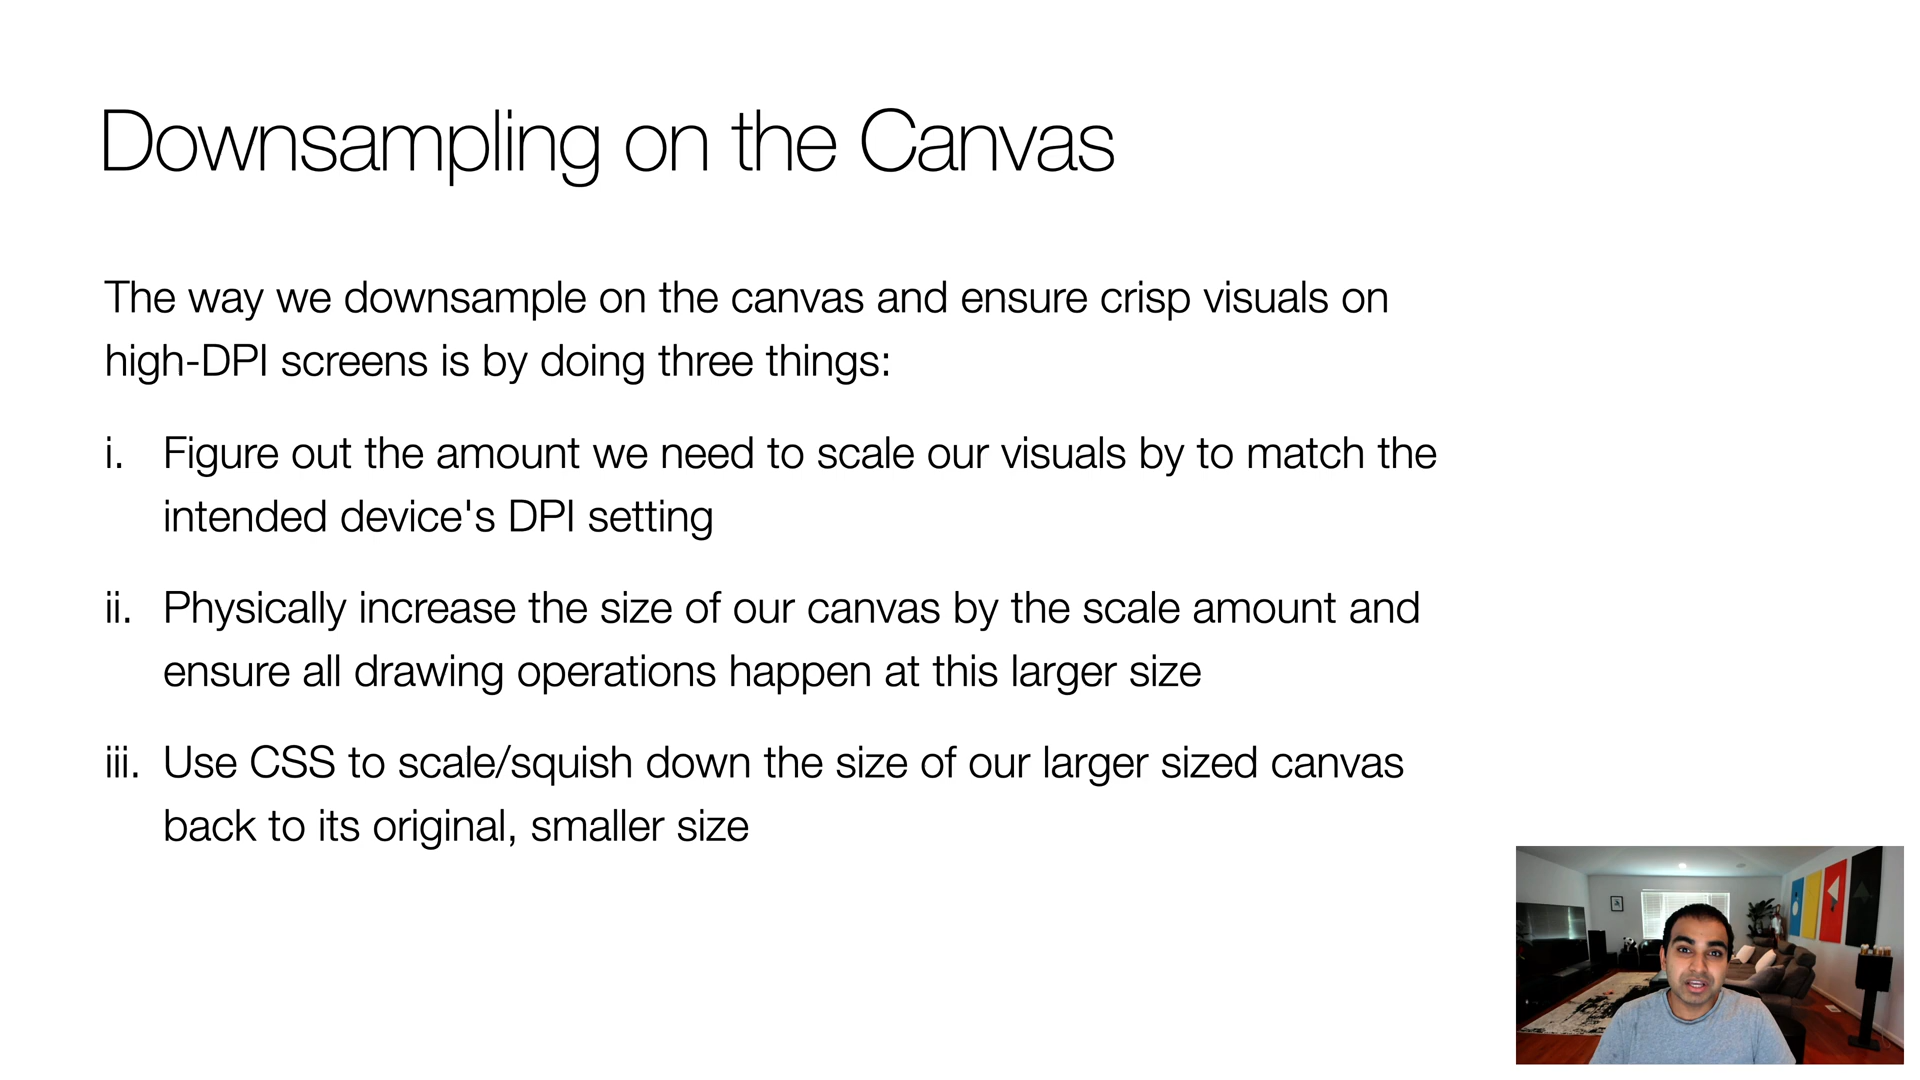 Downsampling on the Canvas
The way we downsample on the canvas and ensure crisp visuals on
high-DPI screens is by doing three things:
i. Figure out the amount we need to scale our visuals by to match the
intended device's DPI setting
ii. Physically increase the size of our canvas by the scale amount and
ensure all drawing operations happen at this larger size
iii. Use CSS to scale/squish down the size of our larger sized canvas
back to its original, smaller size